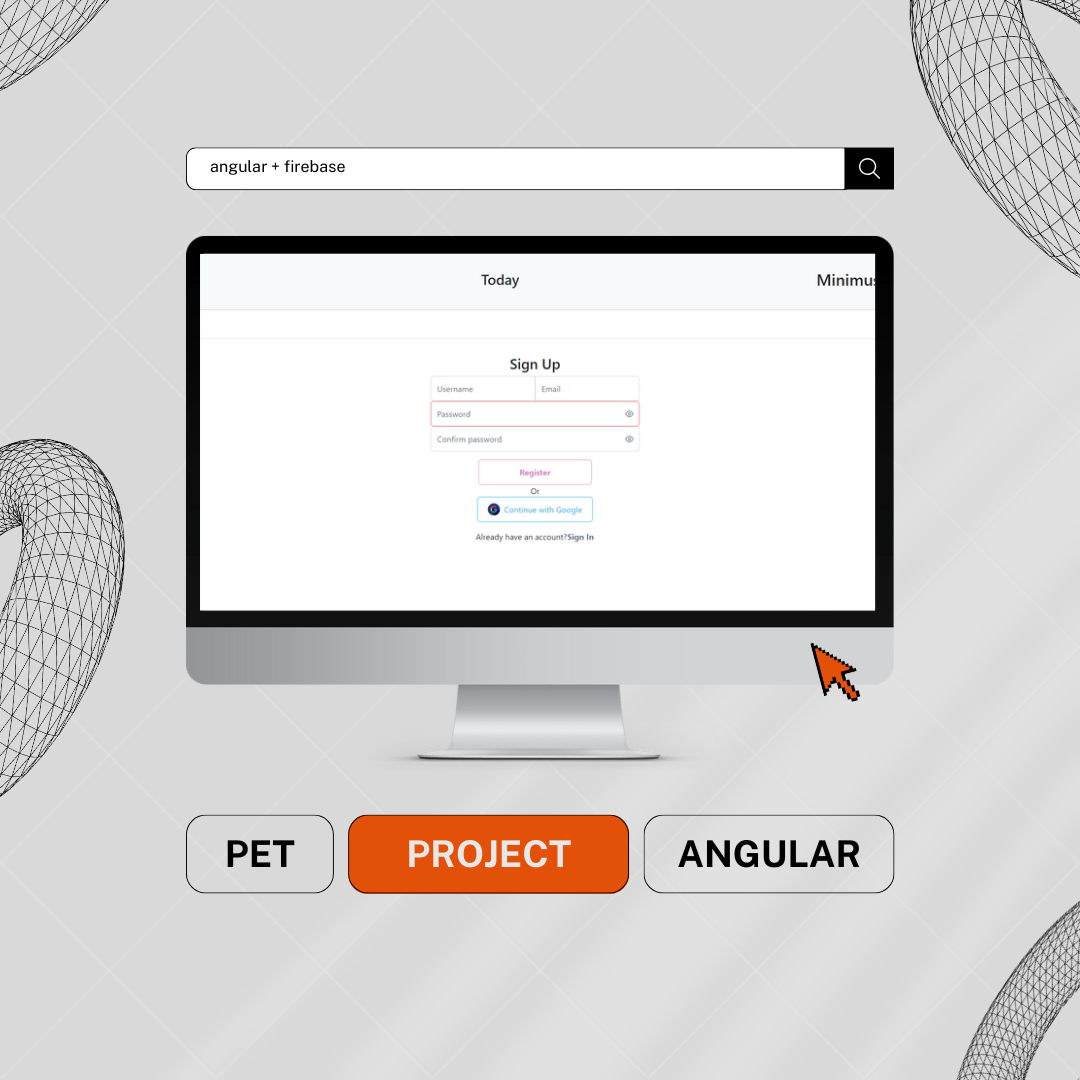 angular + firebase
Today Minimus
Sign Up
Username Email
Password
Confirm password
Register
Or
G Continue with Google
Already have an account?Sign In
PET PROJECT ANGULAR